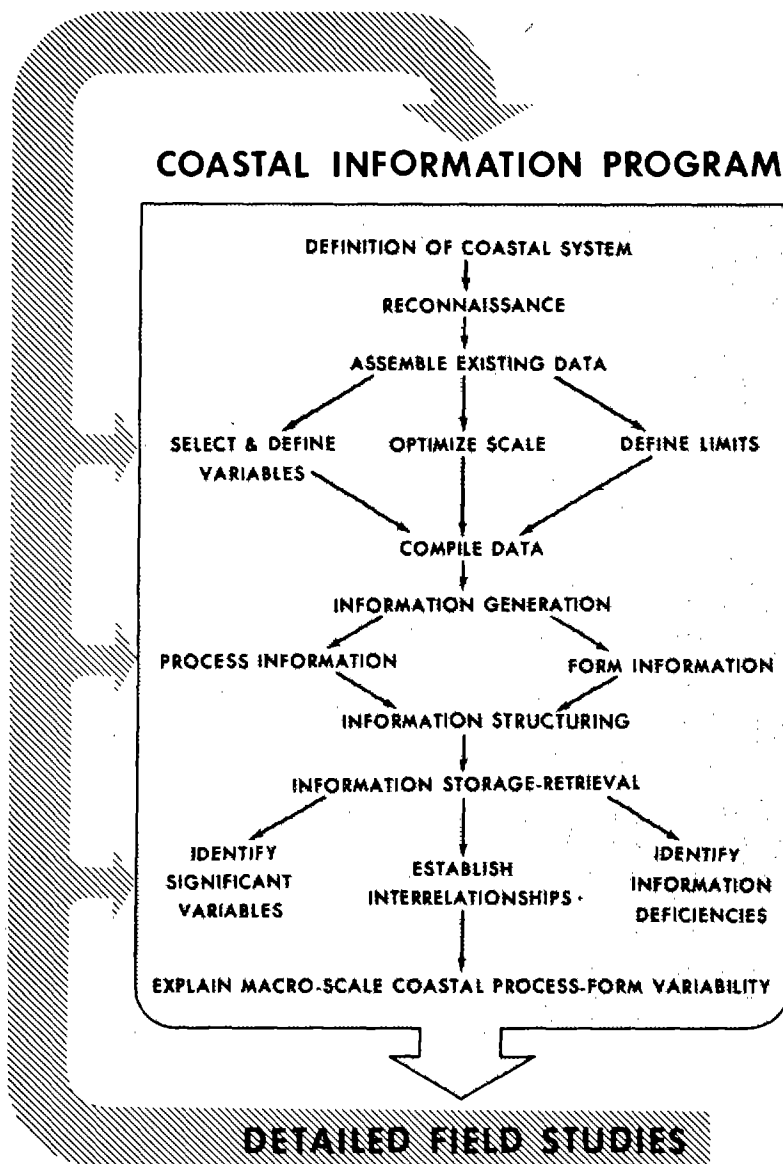 COASTAL INFORMATION PROGRAM
DEFINITION OF COASTAL SYSTEM
RECONNAISSANCE
ASSEMBLE EXISTING DATA
SELECT & DEFINE
VARIABLES
OPTIMIZE SCALE
DEFINE LIMITS
COMPILE DATA
INFORMATION GENERATION
PROCESS INFORMATION
FORM INFORMATION
INFORMATION STRUCTURING
INFORMATION STORAGE-RETRIEVAL
IDENTIFY
SIGNIFICANT
VARIABLES
ESTABLISH
INTERRELATIONSHIPS
IDENTIFY
INFORMATION
DEFICIENCIES
EXPLAIN MACRO-SCALE COASTAL PROCESS-FORM VARIABILITY
DETAILED FIELD STUDIES